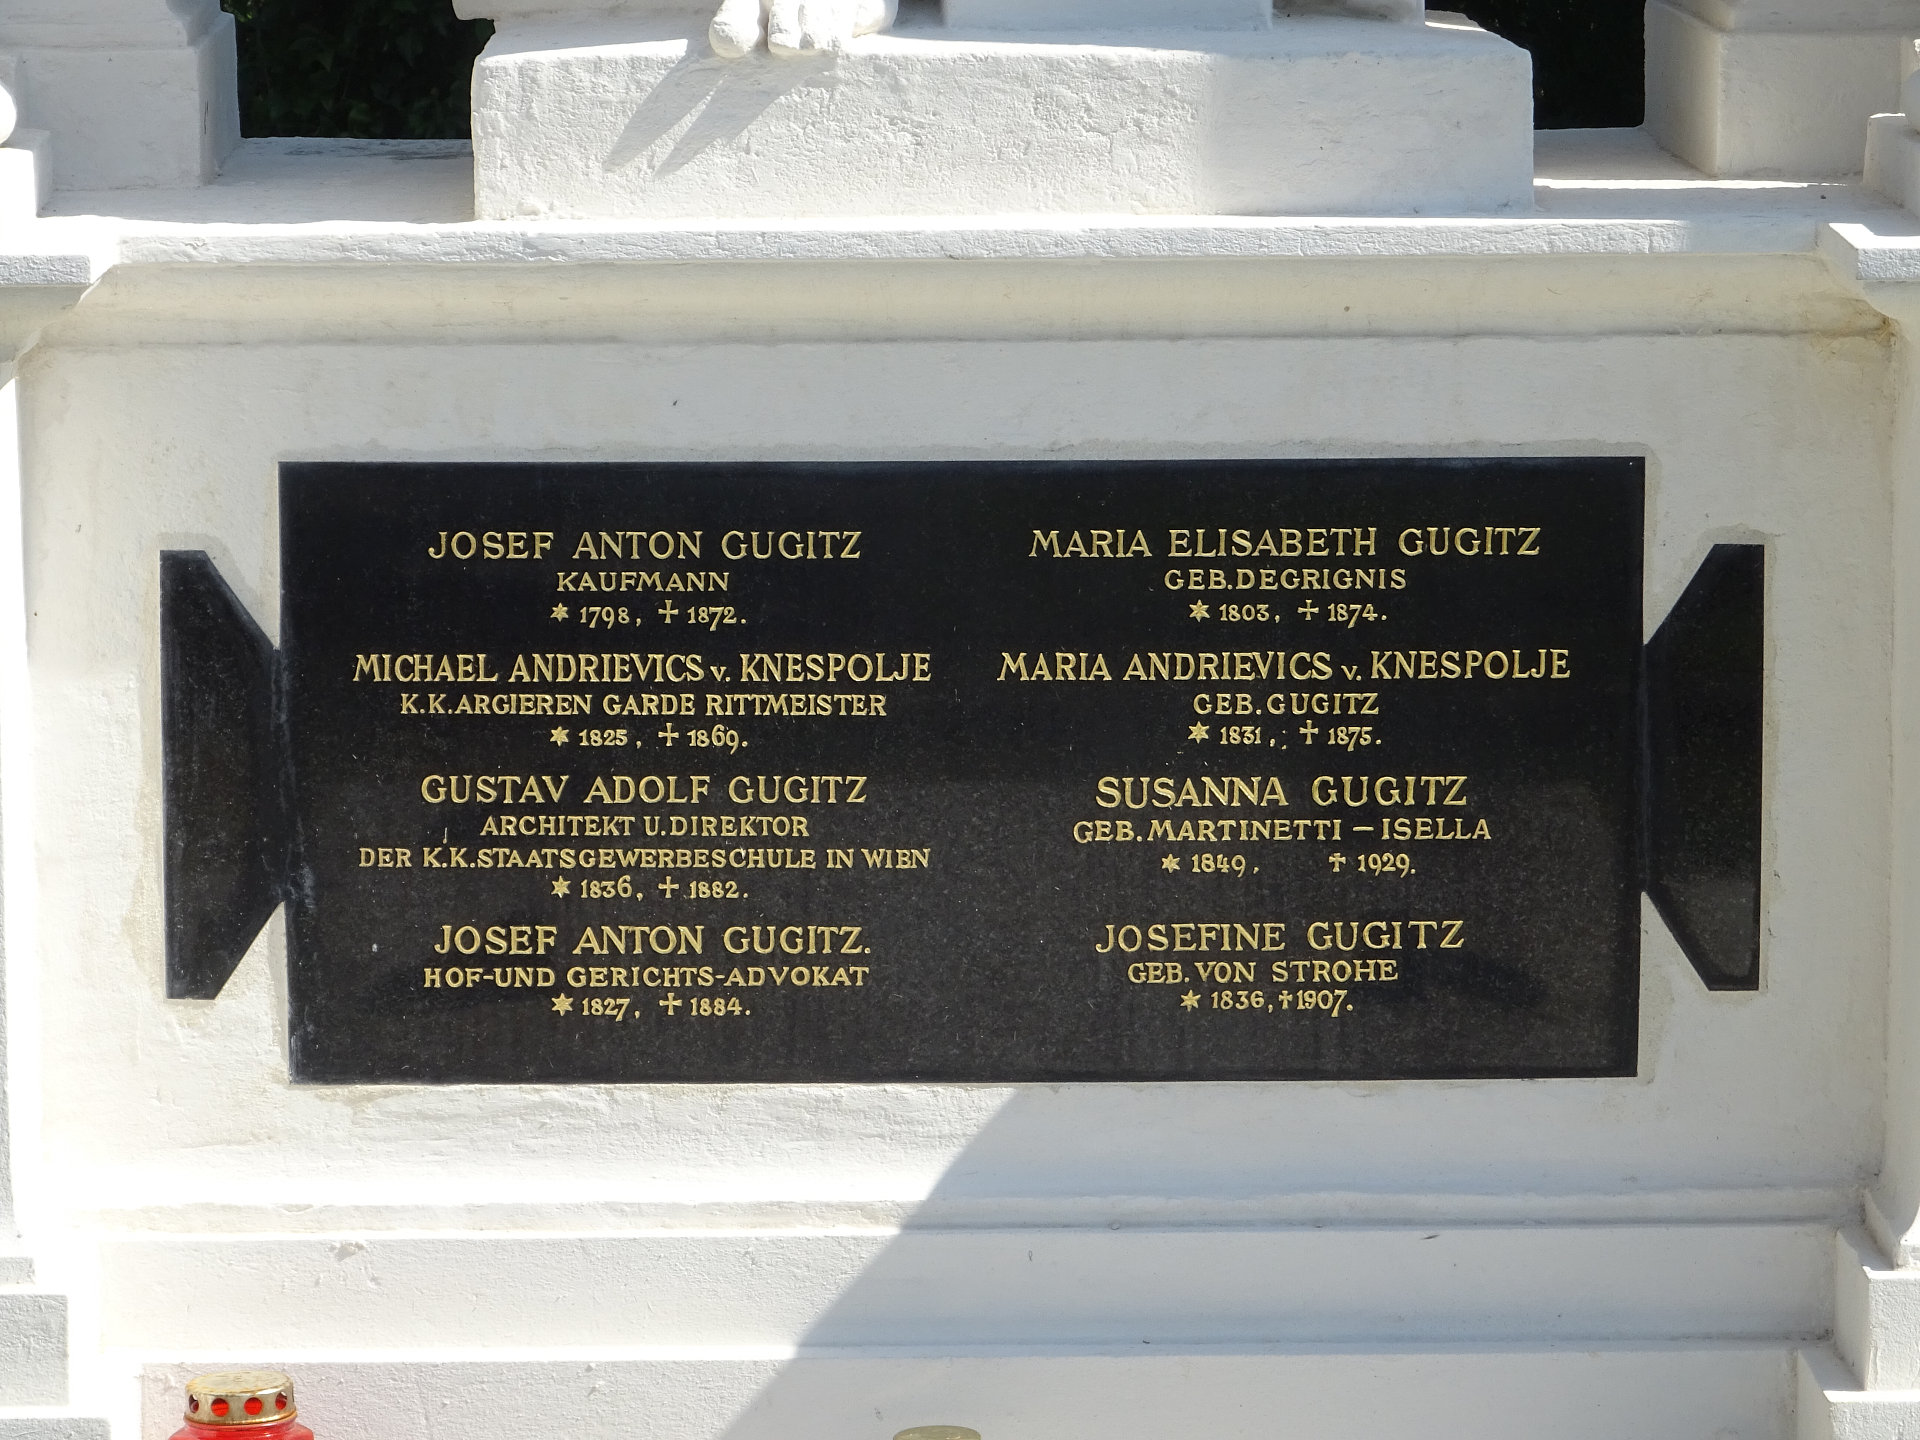 JOSEF ANTON GUGITZ
KAUFMANN
* 1798, + 1872.
MICHAEL ANDRIEVICS v. KNESPOLJE
K.K.ARGIEREN GARDE RITTMEISTER
* 1825, + 1869.
GUSTAV ADOLF GUGITZ
ARCHITEKT U.DIREKTOR
DER K.K.STAATSGEWERBESCHULE IN WIEN
* 1836, + 1882.
JOSEF ANTON GUGITZ.
HOF-UND GERICHTS-ADVOKAT
* 1827, + 1884.
MARIA ELISABETH GUGITZ
GEB.DEGRIGNIS
* 1803, + 1874.
MARIA ANDRIEVICS v. KNESPOLJE
GEB.GUGITZ
* 1831, + 1875.
SUSANNA GUGITZ
GEB.MARTINETTI – ISELLA
* 1849, + 1929.
JOSEFINE GUGITZ
GEB.VON STROHE
* 1836, + 1907.